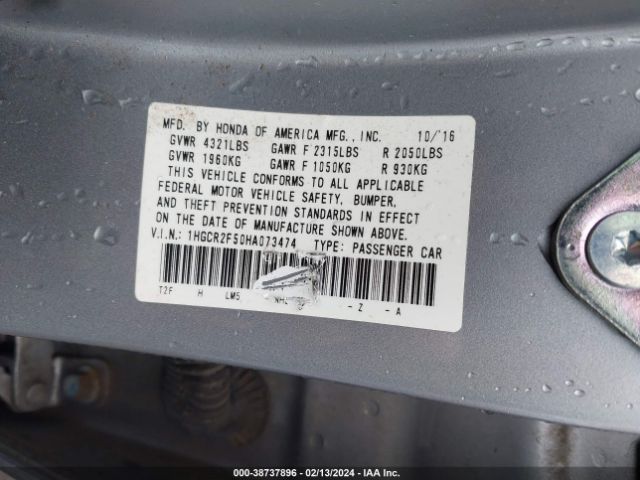 MFD. BY HONDA OF AMERICA MFG., INC. 10/16
GVWR 4321LBS GAWR F 2315LBS R 2050LBS
GVWR 1960KG GAWR F 1050KG R 930KG
THIS VEHICLE CONFORMS TO ALL APPLICABLE
FEDERAL MOTOR VEHICLE SAFETY, BUMPER,
AND THEFT PREVENTION STANDARDS IN EFFECT
ON THE DATE OF MANUFACTURE SHOWN ABOVE.
V.I.N.: 1HGCR2F50HA073474 TYPE: PASSENGER CAR
T2F H LM5 -Z -A
000-38737896 - 02/13/2024 - IAA Inc.